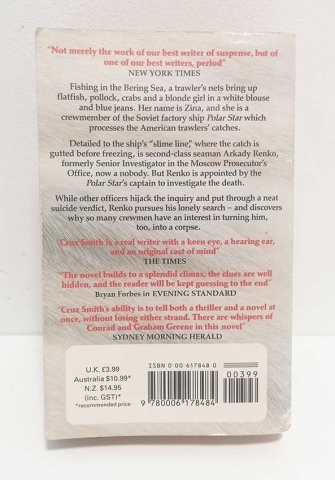 "Not merely the work of our best writer of suspense, but of
one of our best writers, period"
NEW YORK TIMES
Fishing in the Bering Sea, a trawler's nets bring up
flatfish, pollock, crabs and a blonde girl in a white blouse
and blue jeans. Her name is Zina, and she is a
crewmember of the Soviet factory ship Polar Star which
processes the American trawlers' catches.
Detailed to the ship's "slime line", where the catch is
gutted before freezing, is second-class seaman Arkady Renko,
formerly Senior Investigator in the Moscow Prosecutor's
Office, now a nobody. But Renko is appointed by the
Polar Star's captain to investigate the death.
While other officers hijack the inquiry and put through a neat
suicide verdict, Renko pursues his lonely search – and discovers
why so many crewmen have an interest in turning him,
too, into a corpse.
"Cruz Smith is a real writer with a keen eye, a hearing ear,
and an original cast of mind"
THE TIMES
"The novel builds to a splendid climax, the clues are well
hidden, and the reader will be kept guessing to the end"
Bryan Forbes in EVENING STANDARD
"Cruz Smith's ability is to tell both a thriller and a novel at
once, without losing either strand. There are whispers of
Conrad and Graham Greene in this novel"
SYDNEY MORNING HERALD
U.K. £3.99
Australia $10.99*
N.Z. $14.95
(inc. GST)*
*recommended price
ISBN 0 00 617848 0
00399
9 780006 178484